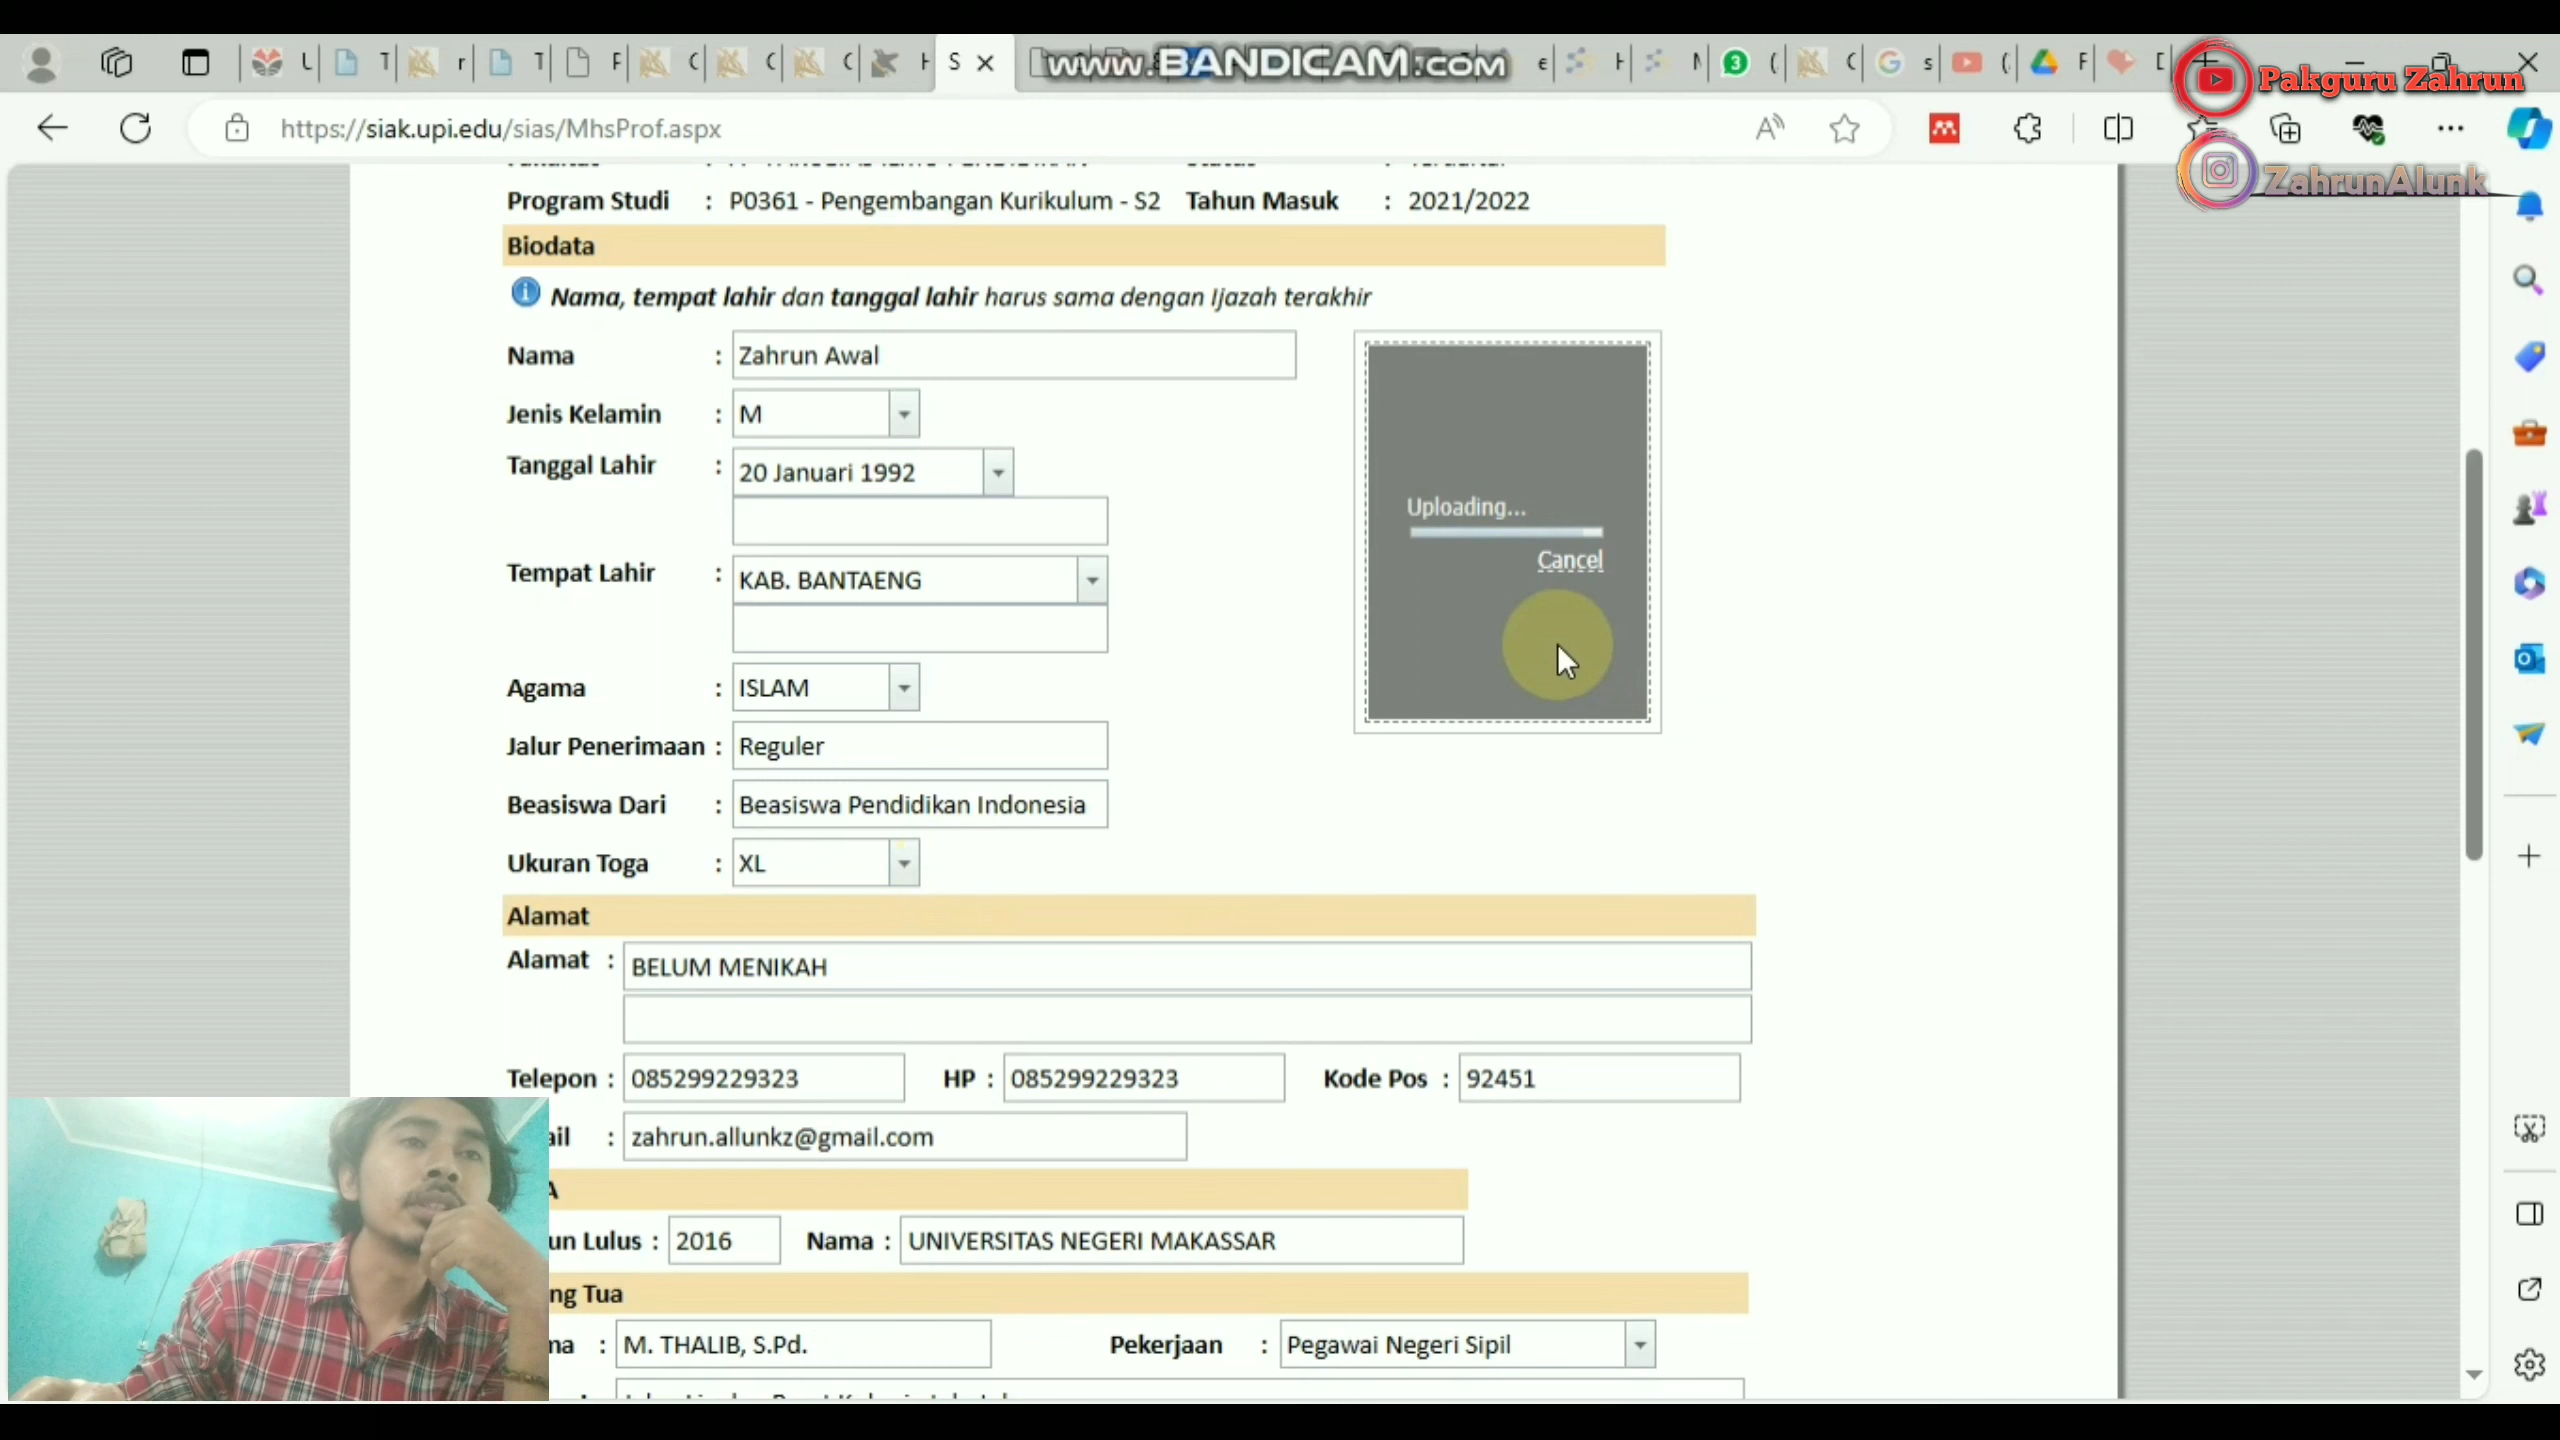 www.BANDICAM.com
Pakguru Zahrun
ZahrunAlunk
https://siak.upi.edu/sias/MhsProf.aspx
Program Studi : P0361 - Pengembangan Kurikulum - S2 Tahun Masuk : 2021/2022
Biodata
Nama, tempat lahir dan tanggal lahir harus sama dengan Ijazah terakhir
Nama : Zahrun Awal
Jenis Kelamin : M
Tanggal Lahir : 20 Januari 1992
Uploading...
Cancel
Tempat Lahir : KAB. BANTAENG
Agama : ISLAM
Jalur Penerimaan : Reguler
Beasiswa Dari : Beasiswa Pendidikan Indonesia
Ukuran Toga : XL
Alamat
Alamat : BELUM MENIKAH
Telepon : 085299229323 HP : 085299229323 Kode Pos : 92451
ail : zahrun.allunkz@gmail.com
A
un Lulus : 2016 Nama : UNIVERSITAS NEGERI MAKASSAR
ng Tua
na : M. THALIB, S.Pd. Pekerjaan : Pegawai Negeri Sipil